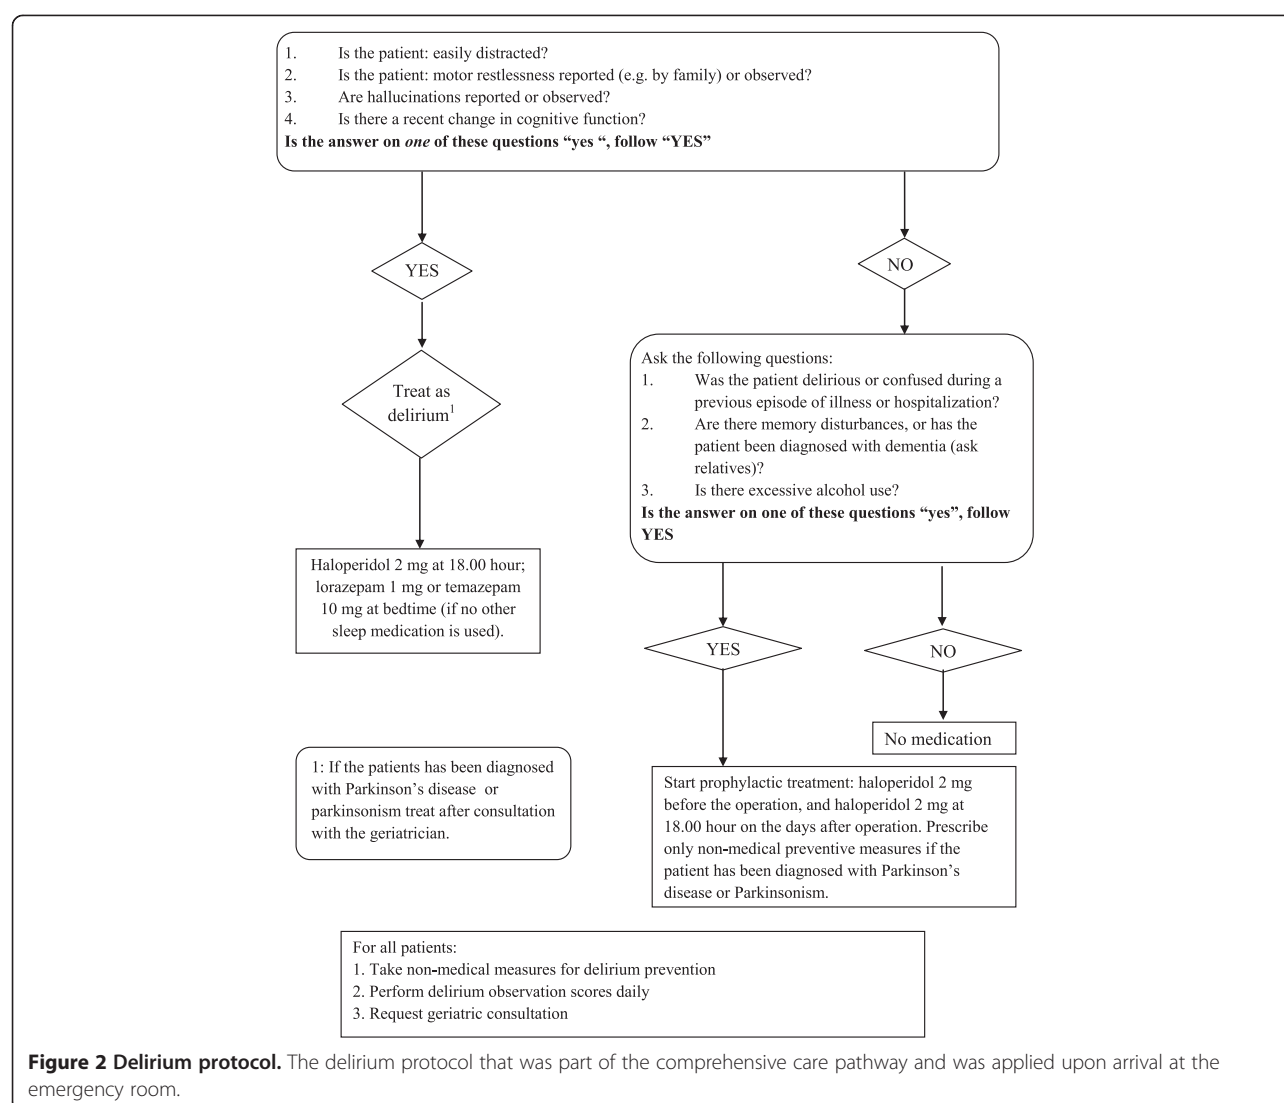 1. Is the patient: easily distracted?
2. Is the patient: motor restlessness reported (e.g. by family) or observed?
3. Are hallucinations reported or observed?
4. Is there a recent change in cognitive function?
Is the answer on one of these questions “yes “, follow “YES”
YES
NO
Treat as
delirium1
Ask the following questions:
1. Was the patient delirious or confused during a
previous episode of illness or hospitalization?
2. Are there memory disturbances, or has the
patient been diagnosed with dementia (ask
relatives)?
3. Is there excessive alcohol use?
Is the answer on one of these questions “yes”, follow
YES
Haloperidol 2 mg at 18.00 hour;
lorazepam 1 mg or temazepam
10 mg at bedtime (if no other
sleep medication is used).
YES
NO
No medication
1: If the patients has been diagnosed
with Parkinson’s disease or
parkinsonism treat after consultation
with the geriatrician.
Start prophylactic treatment: haloperidol 2 mg
before the operation, and haloperidol 2 mg at
18.00 hour on the days after operation. Prescribe
only non-medical preventive measures if the
patient has been diagnosed with Parkinson’s
disease or Parkinsonism.
For all patients:
1. Take non-medical measures for delirium prevention
2. Perform delirium observation scores daily
3. Request geriatric consultation
Figure 2 Delirium protocol. The delirium protocol that was part of the comprehensive care pathway and was applied upon arrival at the
emergency room.